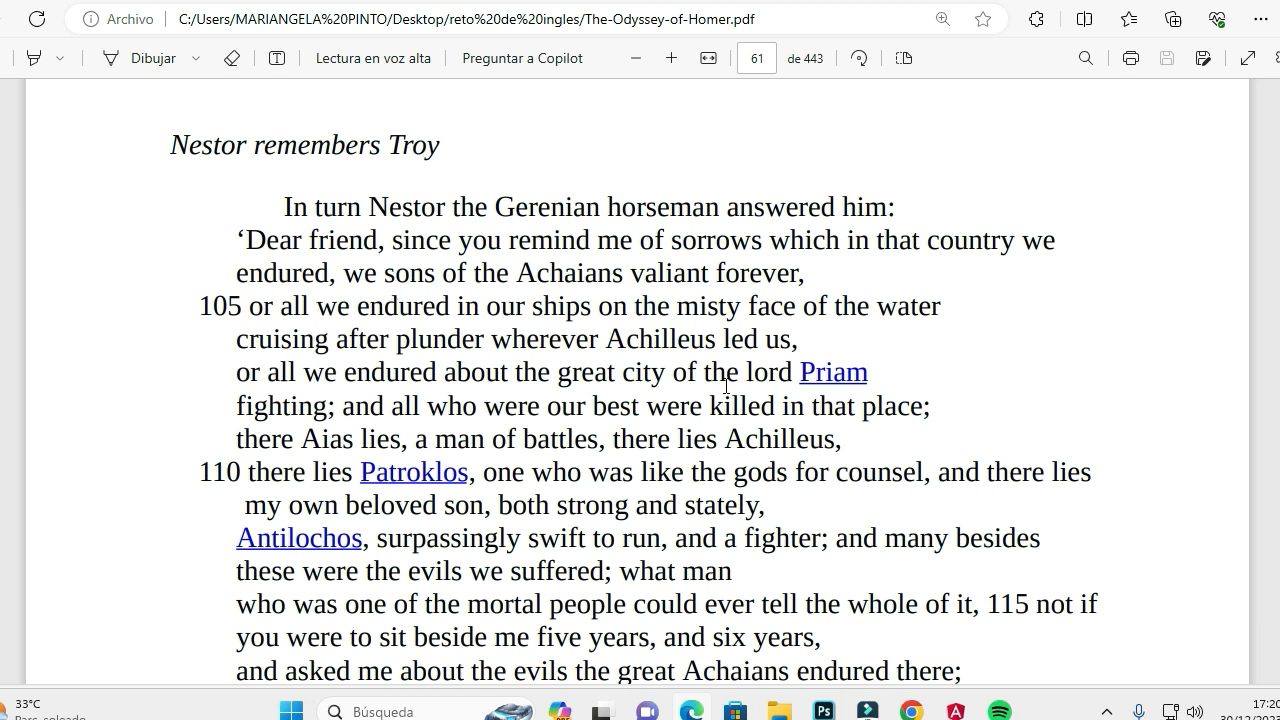 Archivo
C:/Users/MARIANGELA%20PINTO/Desktop/reto%20de%20ingles/The-Odyssey-of-Homer.pdf
Dibujar
Lectura en voz alta
Preguntar a Copilot
61 de 443
Nestor remembers Troy
In turn Nestor the Gerenian horseman answered him:
‘Dear friend, since you remind me of sorrows which in that country we
endured, we sons of the Achaians valiant forever,
105 or all we endured in our ships on the misty face of the water
cruising after plunder wherever Achilleus led us,
or all we endured about the great city of the lord Priam
fighting; and all who were our best were killed in that place;
there Aias lies, a man of battles, there lies Achilleus,
110 there lies Patroklos, one who was like the gods for counsel, and there lies
my own beloved son, both strong and stately,
Antilochos, surpassingly swift to run, and a fighter; and many besides
these were the evils we suffered; what man
who was one of the mortal people could ever tell the whole of it, 115 not if
you were to sit beside me five years, and six years,
and asked me about the evils the great Achaians endured there;
33°C
Parc. soleado
Búsqueda
Ps
17:20